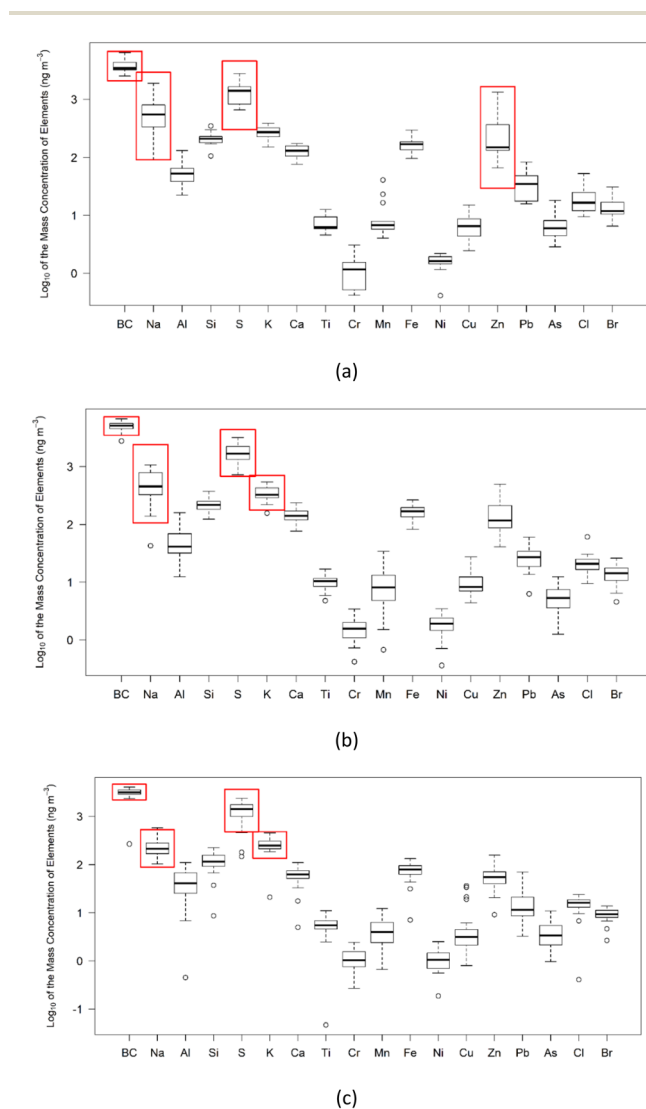 Log₁₀ of the Mass Concentration of Elements (ng m⁻³)
3
2
1
0
BC Na Al Si S K Ca Ti Cr Mn Fe Ni Cu Zn Pb As Cl Br
(a)
Log₁₀ of the Mass Concentration of Elements (ng m⁻³)
3
2
1
0
BC Na Al Si S K Ca Ti Cr Mn Fe Ni Cu Zn Pb As Cl Br
(b)
Log₁₀ of the Mass Concentration of Elements (ng m⁻³)
3
2
1
0
-1
BC Na Al Si S K Ca Ti Cr Mn Fe Ni Cu Zn Pb As Cl Br
(c)